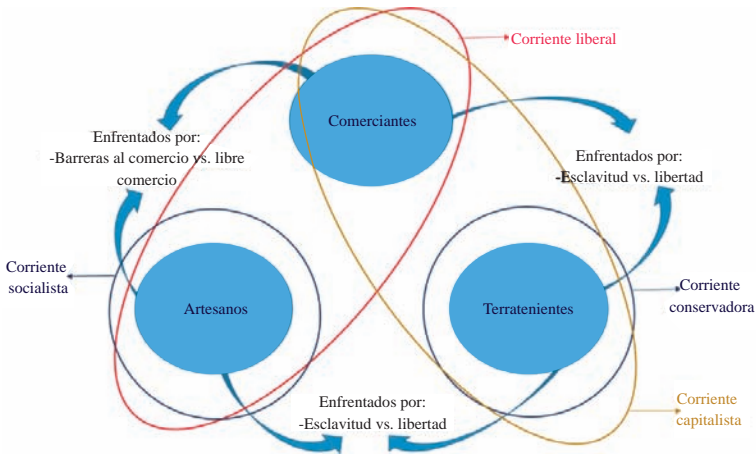 Corriente liberal
Comerciantes
Enfrentados por:
-Barreras al comercio vs. libre
comercio
Enfrentados por:
-Esclavitud vs. libertad
Corriente
socialista
Artesanos
Terratenientes
Corriente
conservadora
Enfrentados por:
-Esclavitud vs. libertad
Corriente
capitalista